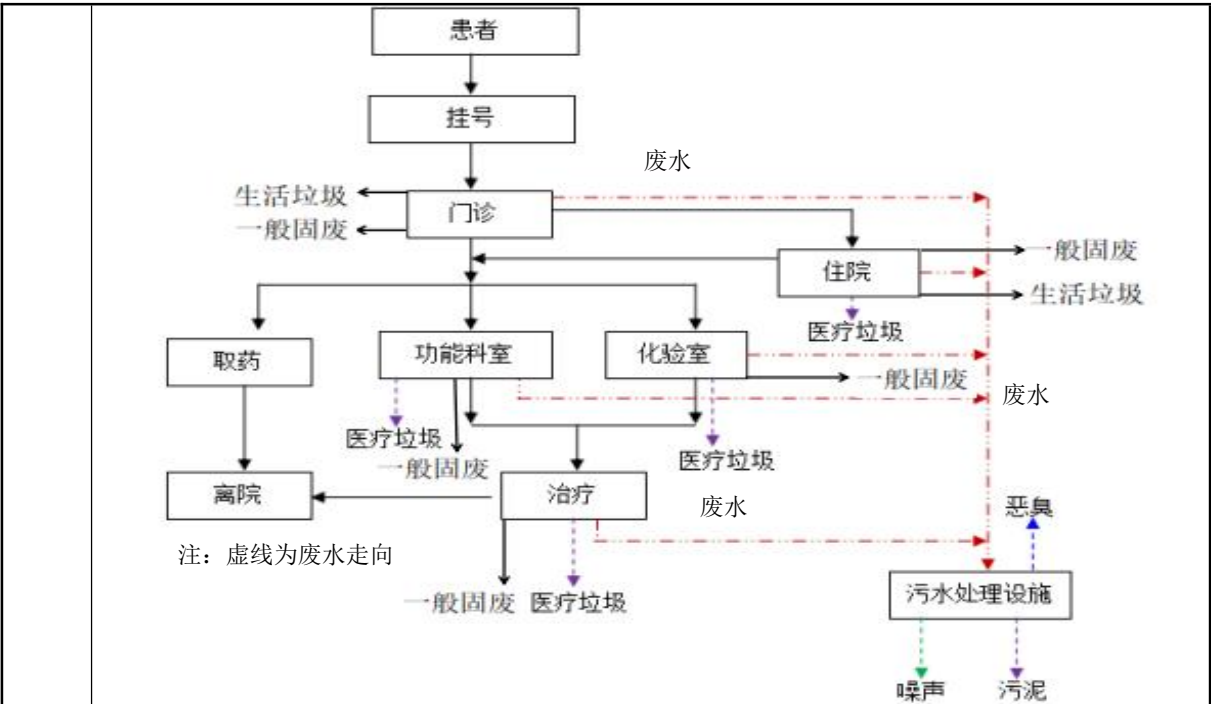 患者
挂号
废水
生活垃圾
门诊
一般固废
一般固废
住院
生活垃圾
医疗垃圾
取药
功能科室
化验室
一般固废
废水
医疗垃圾
一般固废
医疗垃圾
离院
治疗
废水
恶臭
注：虚线为废水走向
一般固废
医疗垃圾
污水处理设施
噪声
污泥